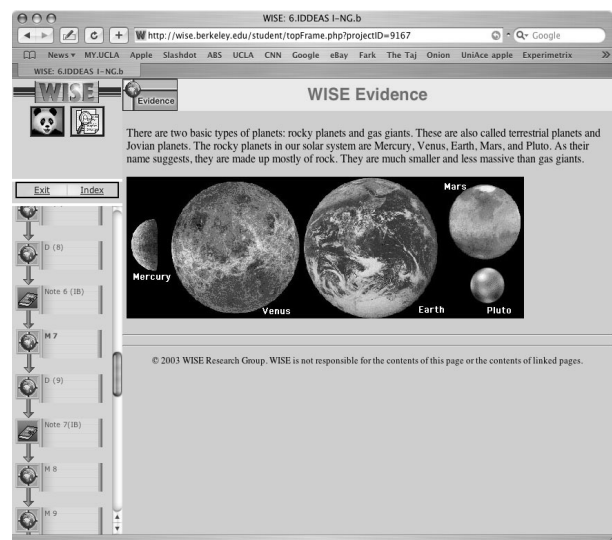 WISE: 6.IDDEAS I-NG.b
http://wise.berkeley.edu/student/topFrame.php?projectID=9167
Google
News MY.UCLA Apple Slashdot ABS UCLA CNN Google eBay Fark The Taj Onion UniAce apple Experimetrix
WISE: 6.IDDEAS I-NG.b
WISE
Evidence
WISE Evidence
There are two basic types of planets: rocky planets and gas giants. These are also called terrestrial planets and
Jovian planets. The rocky planets in our solar system are Mercury, Venus, Earth, Mars, and Pluto. As their
name suggests, they are made up mostly of rock. They are much smaller and less massive than gas giants.
Exit Index
Mars
Mercury
Venus
Earth
Pluto
D (8)
Note 6 (IB)
M 7
D (9)
Note 7(IB)
M 8
M 9
© 2003 WISE Research Group. WISE is not responsible for the contents of this page or the contents of linked pages.